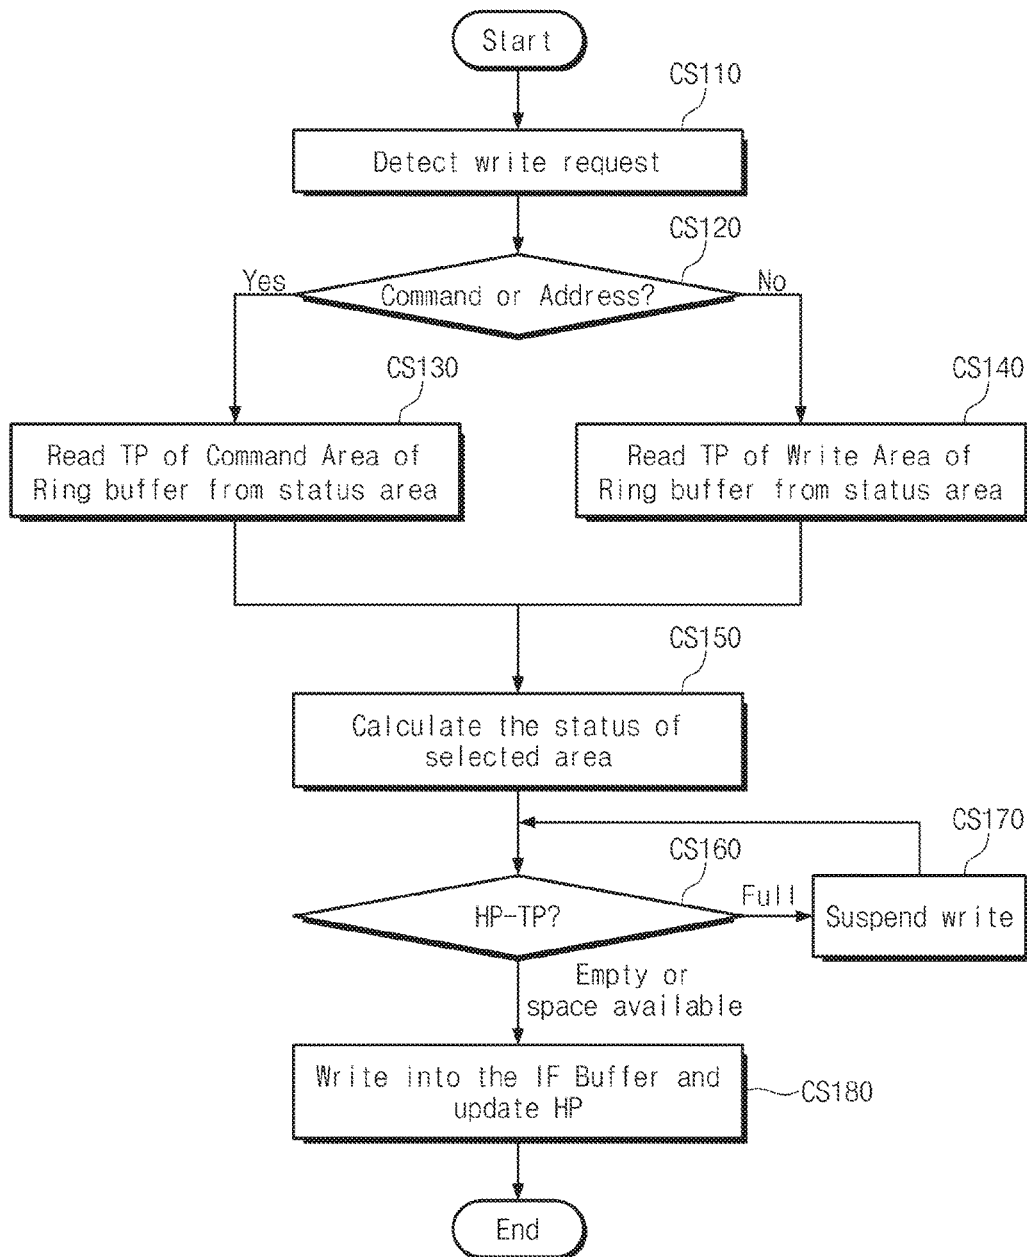 Start
CS110
Detect write request
CS120
Yes
Command or Address?
No
CS130
CS140
Read TP of Command Area of
Ring buffer from status area
Read TP of Write Area of
Ring buffer from status area
CS150
Calculate the status of
selected area
CS170
CS160
HP-TP?
Full
Suspend write
Empty or
space available
Write into the IF Buffer and
update HP
CS180
End